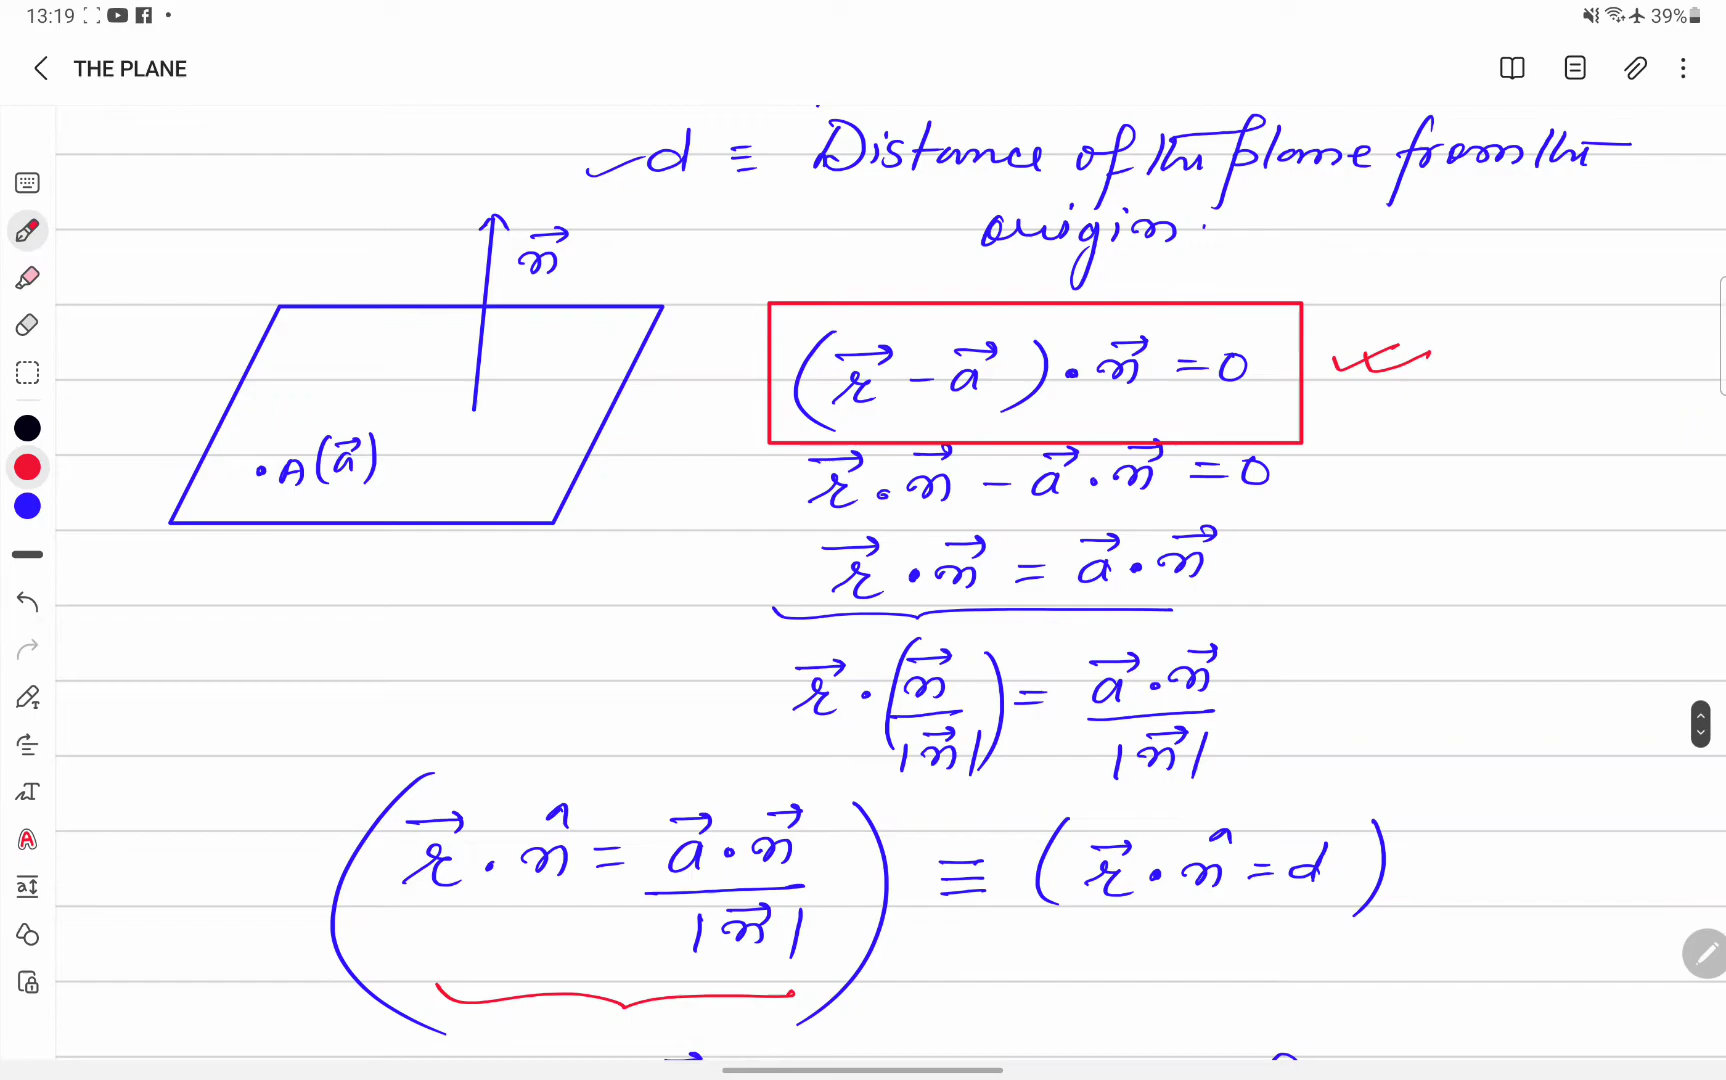 13:19
39%
THE PLANE
d ≡ Distance of the plane from the
origin.
n⃗
(r⃗ - a⃗) · n⃗ = 0
.A(a⃗)
r⃗ · n⃗ - a⃗ · n⃗ = 0
r⃗ · n⃗ = a⃗ · n⃗
r⃗ · (n⃗ / |n⃗|) = a⃗ · n⃗ / |n⃗|
(r⃗ · n̂ = a⃗ · n⃗ / |n⃗|) ≡ (r⃗ · n̂ = d)